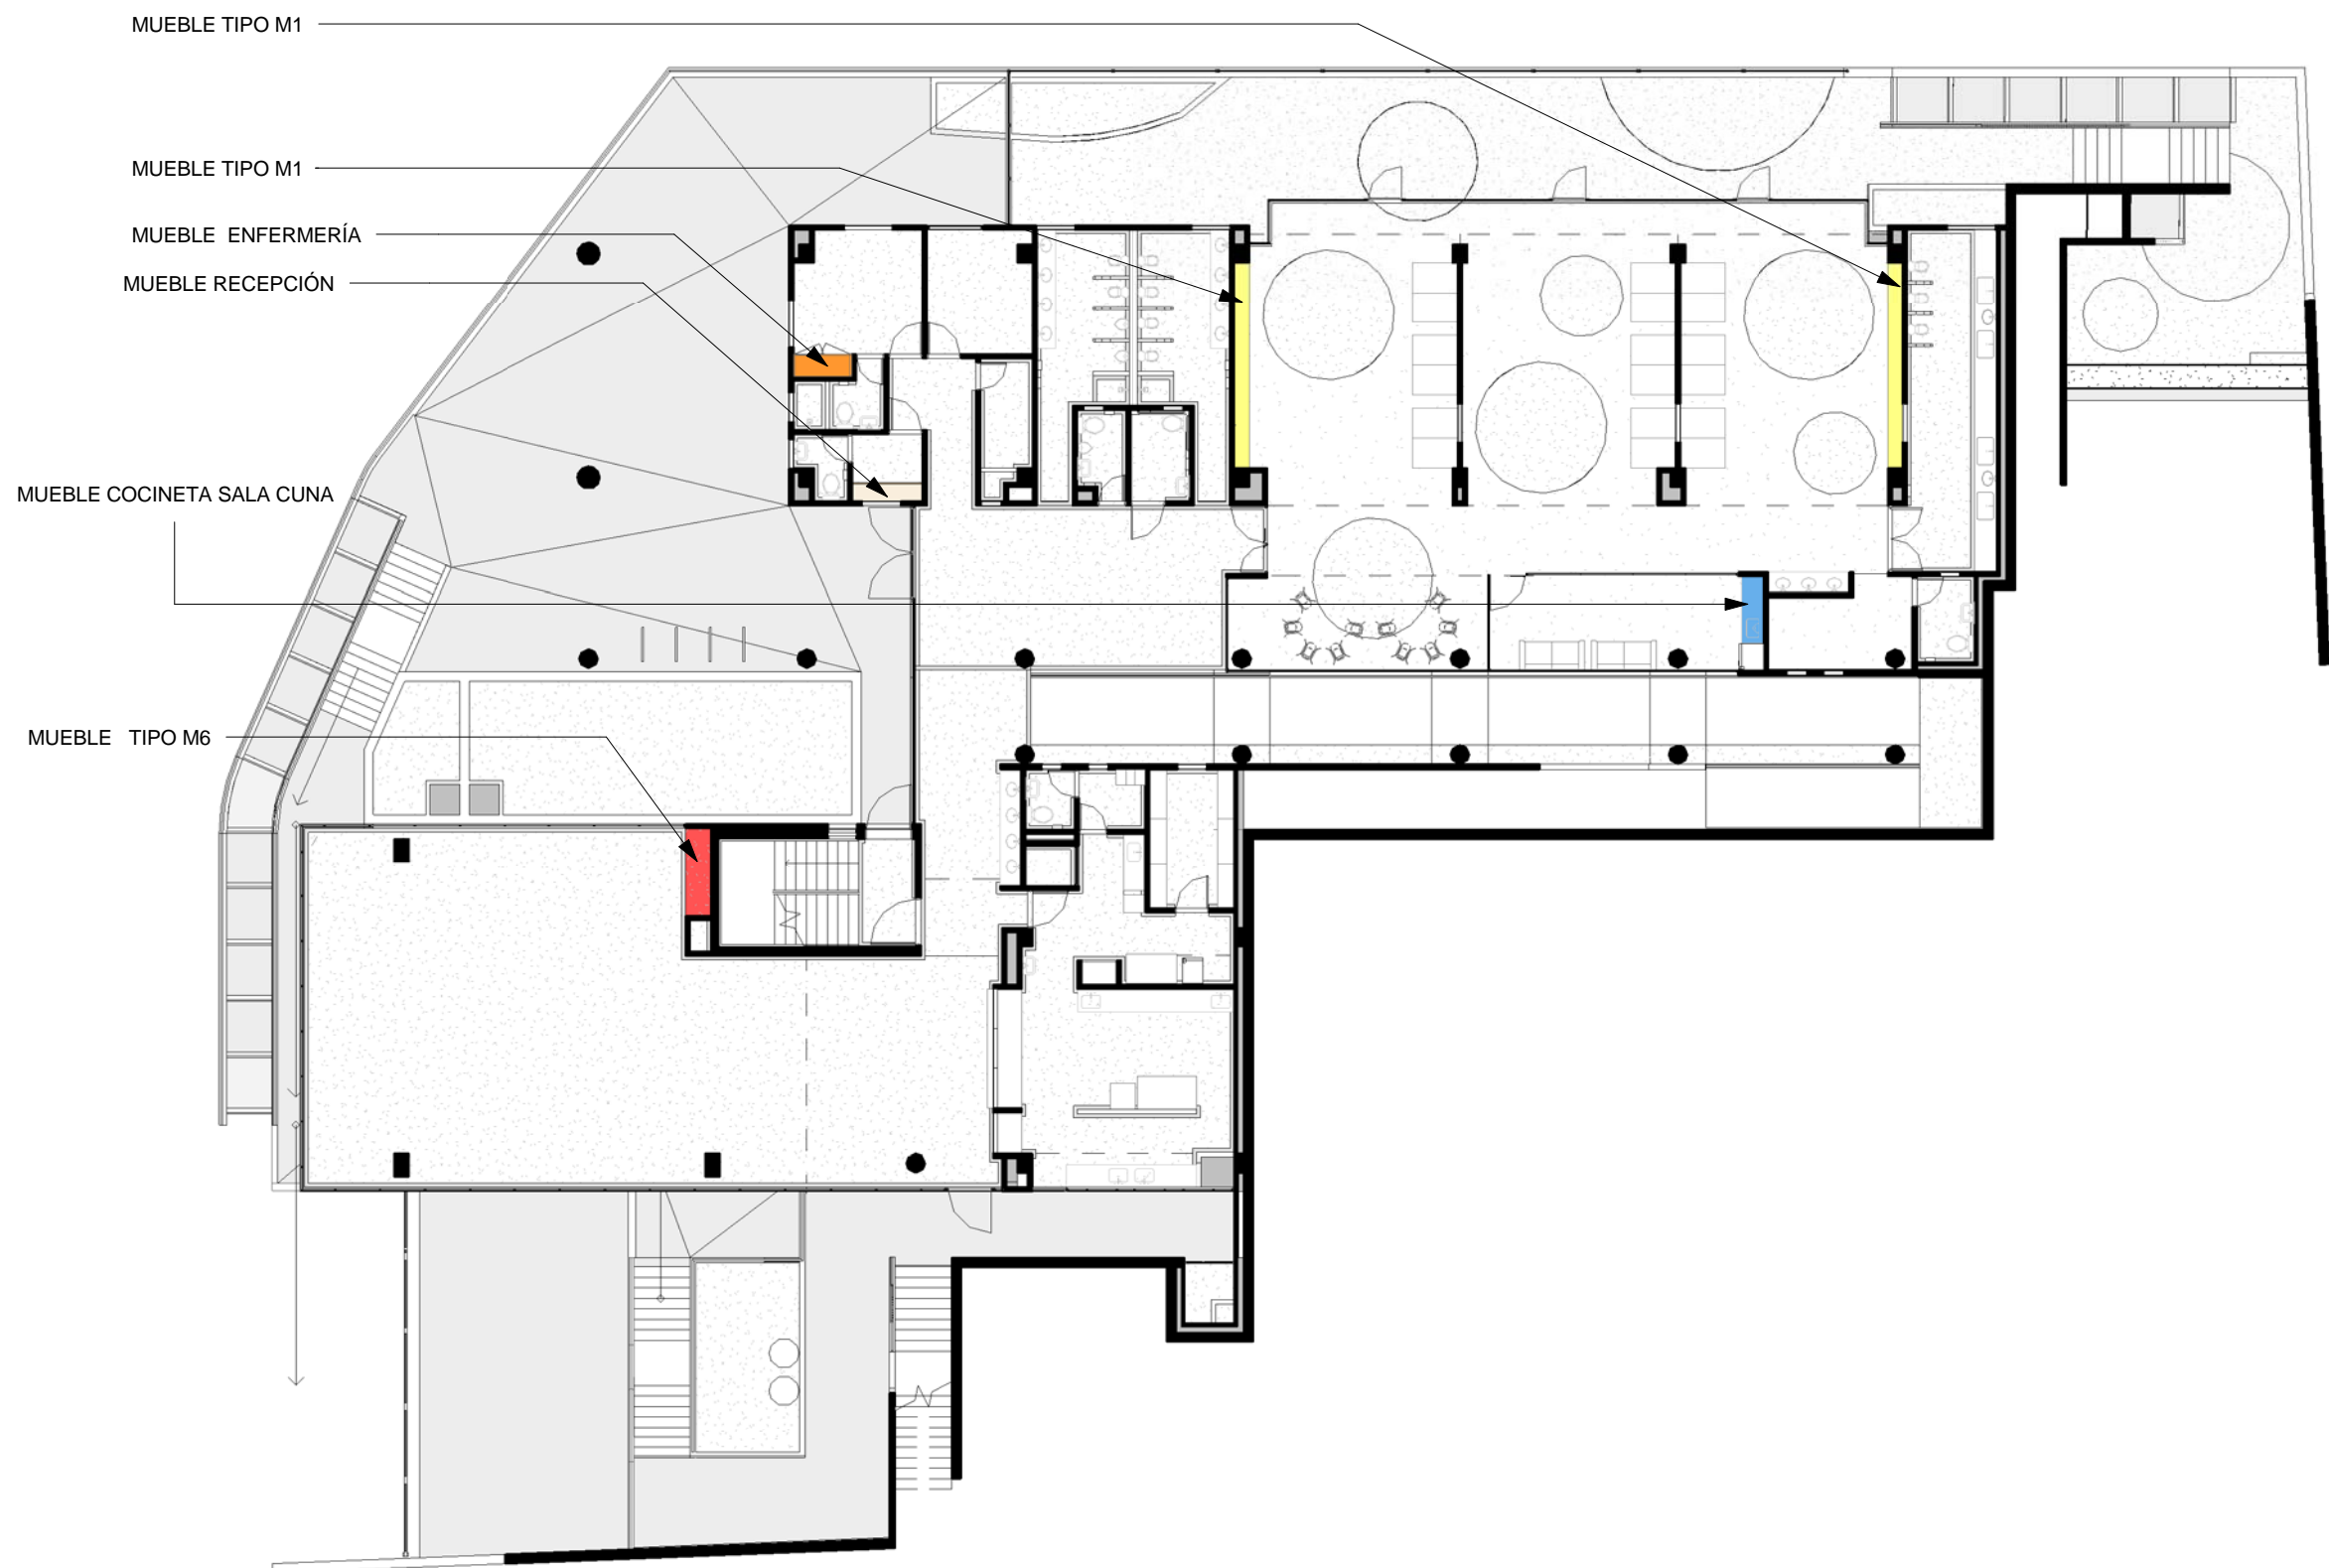 MUEBLE TIPO M1
MUEBLE TIPO M1
MUEBLE ENFERMERÍA
MUEBLE RECEPCIÓN
MUEBLE COCINETA SALA CUNA
MUEBLE TIPO M6